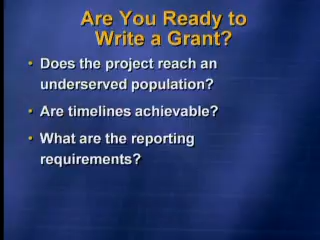 Are You Ready to
Write a Grant?
• Does the project reach an
underserved population?
• Are timelines achievable?
• What are the reporting
requirements?